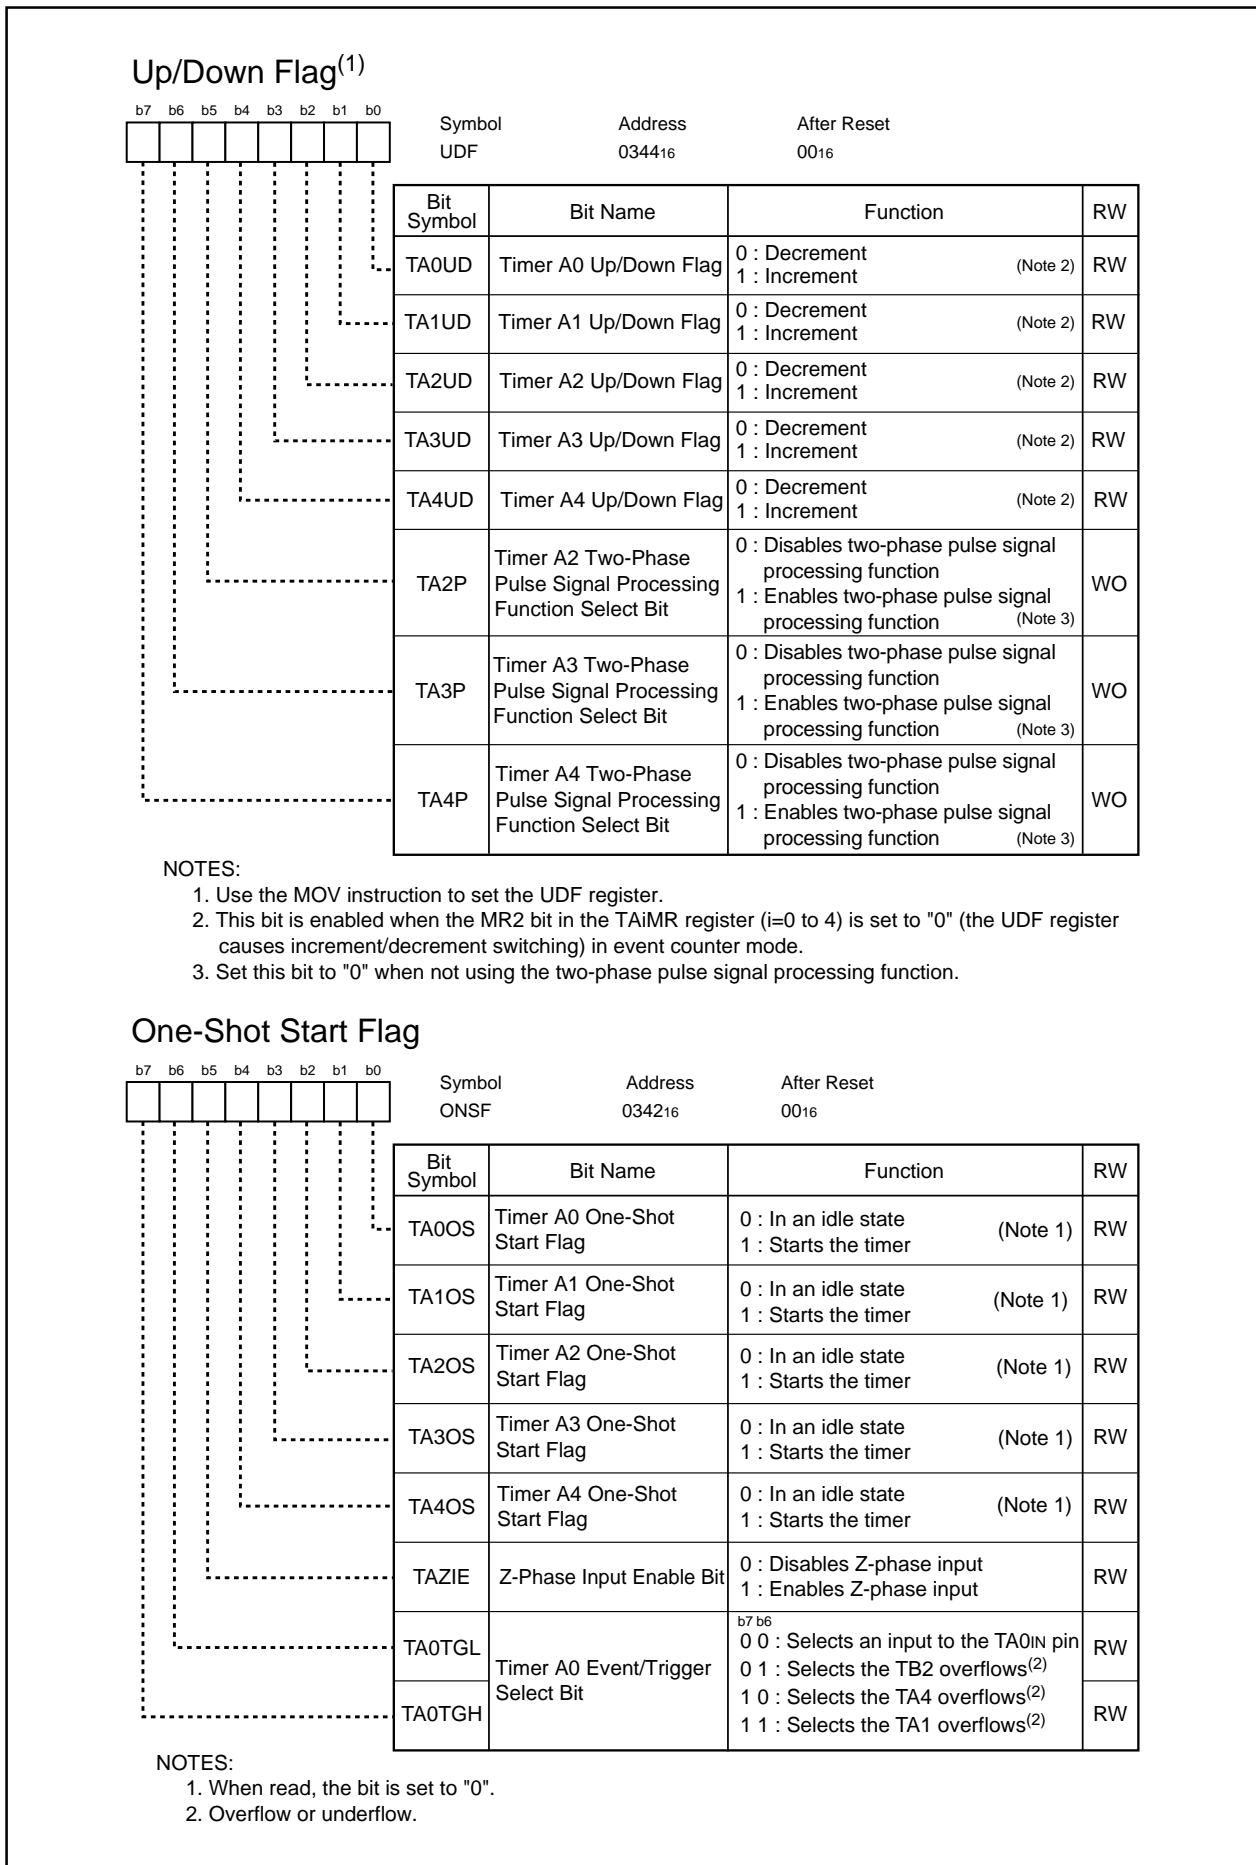 Up/Down Flag(1)
b7 b6 b5 b4 b3 b2 b1 b0
Symbol Address After Reset
UDF 034416 0016
Bit Symbol Bit Name Function RW
TA0UD Timer A0 Up/Down Flag 0 : Decrement
1 : Increment (Note 2) RW
TA1UD Timer A1 Up/Down Flag 0 : Decrement
1 : Increment (Note 2) RW
TA2UD Timer A2 Up/Down Flag 0 : Decrement
1 : Increment (Note 2) RW
TA3UD Timer A3 Up/Down Flag 0 : Decrement
1 : Increment (Note 2) RW
TA4UD Timer A4 Up/Down Flag 0 : Decrement
1 : Increment (Note 2) RW
TA2P
Timer A2 Two-Phase
Pulse Signal Processing
Function Select Bit
0 : Disables two-phase pulse signal
processing function
1 : Enables two-phase pulse signal
processing function (Note 3)
WO
TA3P
Timer A3 Two-Phase
Pulse Signal Processing
Function Select Bit
0 : Disables two-phase pulse signal
processing function
1 : Enables two-phase pulse signal
processing function (Note 3)
WO
TA4P
Timer A4 Two-Phase
Pulse Signal Processing
Function Select Bit
0 : Disables two-phase pulse signal
processing function
1 : Enables two-phase pulse signal
processing function (Note 3)
WO
NOTES:
1. Use the MOV instruction to set the UDF register.
2. This bit is enabled when the MR2 bit in the TAiMR register (i=0 to 4) is set to "0" (the UDF register
causes increment/decrement switching) in event counter mode.
3. Set this bit to "0" when not using the two-phase pulse signal processing function.
One-Shot Start Flag
b7 b6 b5 b4 b3 b2 b1 b0
Symbol Address After Reset
ONSF 034216 0016
Bit Symbol Bit Name Function RW
TA0OS
Timer A0 One-Shot
Start Flag
0 : In an idle state
1 : Starts the timer
(Note 1)
RW
TA1OS
Timer A1 One-Shot
Start Flag
0 : In an idle state
1 : Starts the timer
(Note 1)
RW
TA2OS
Timer A2 One-Shot
Start Flag
0 : In an idle state
1 : Starts the timer
(Note 1)
RW
TA3OS
Timer A3 One-Shot
Start Flag
0 : In an idle state
1 : Starts the timer
(Note 1)
RW
TA4OS
Timer A4 One-Shot
Start Flag
0 : In an idle state
1 : Starts the timer
(Note 1)
RW
TAZIE Z-Phase Input Enable Bit
0 : Disables Z-phase input
1 : Enables Z-phase input
RW
TA0TGL
TA0TGH
Timer A0 Event/Trigger
Select Bit
b7 b6
0 0 : Selects an input to the TA0IN pin
0 1 : Selects the TB2 overflows(2)
1 0 : Selects the TA4 overflows(2)
1 1 : Selects the TA1 overflows(2)
RW
RW
NOTES:
1. When read, the bit is set to "0".
2. Overflow or underflow.